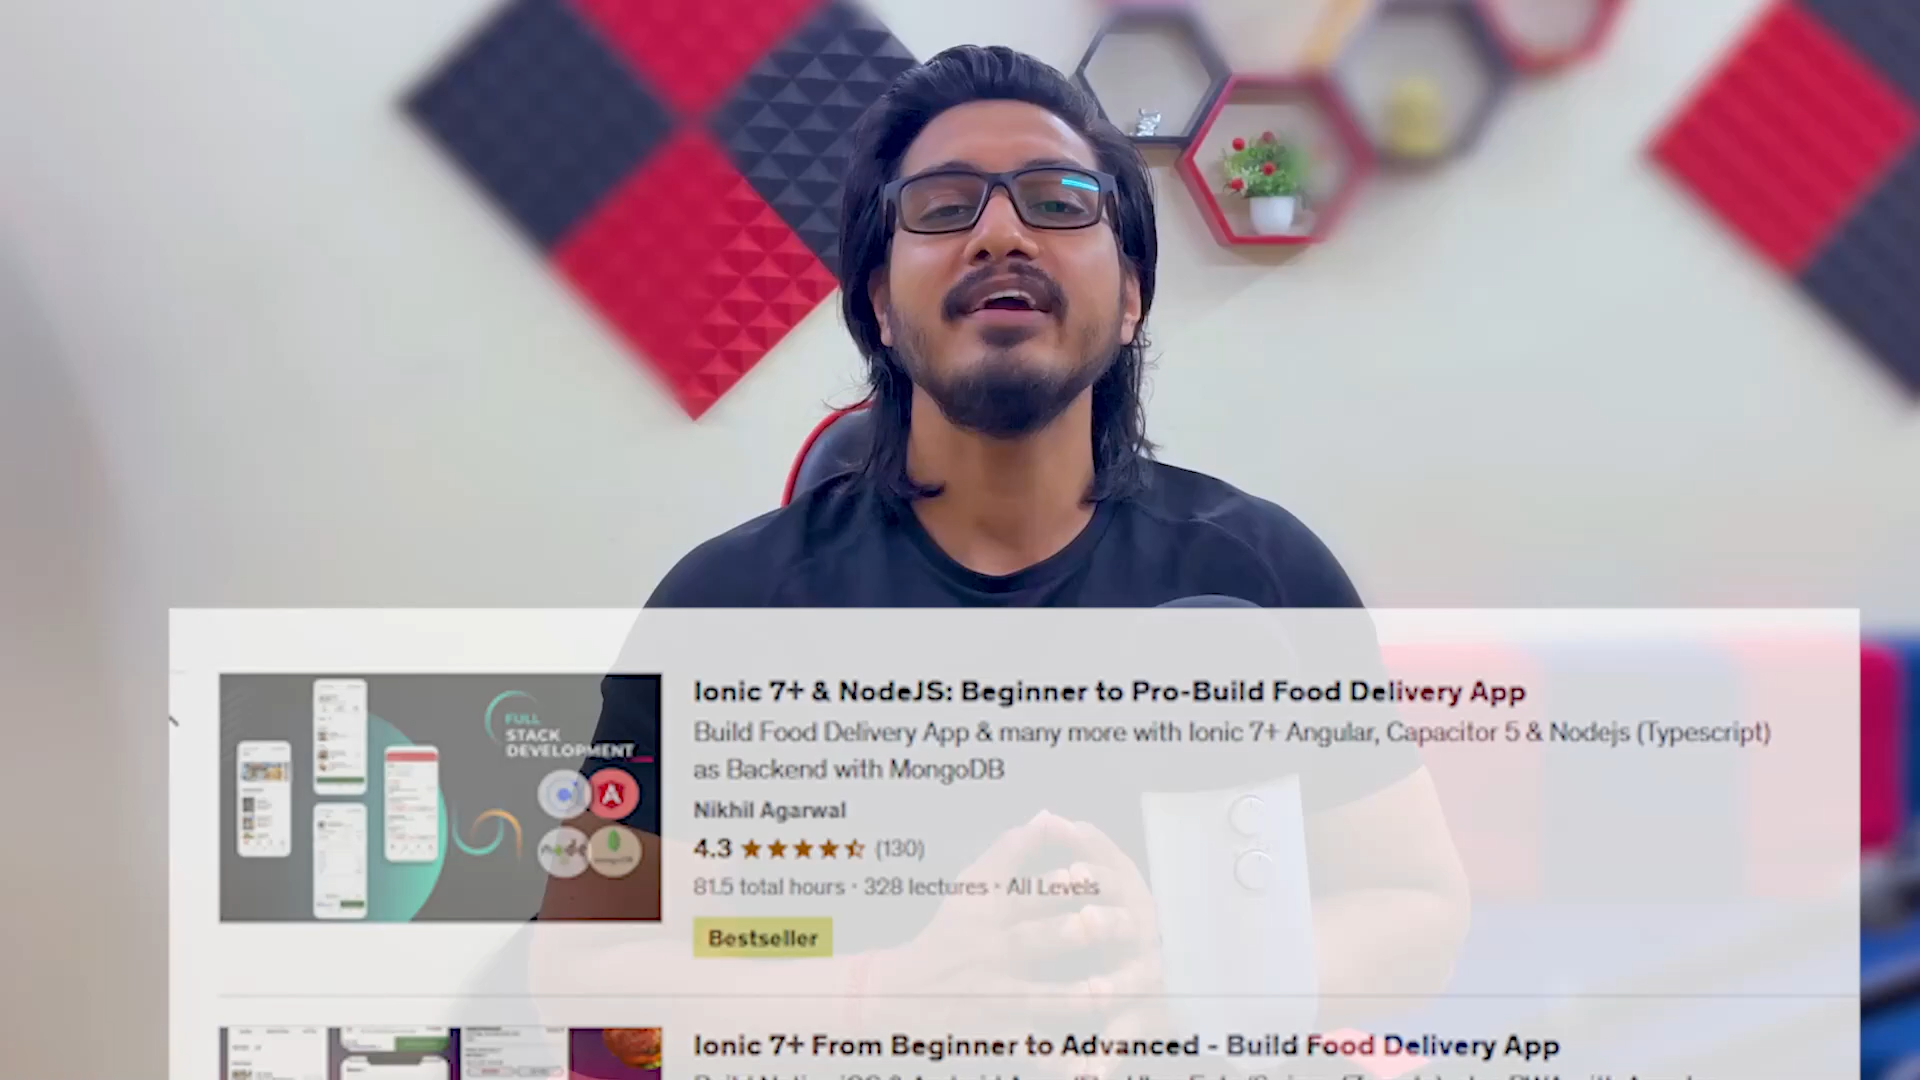 FULL
STACK
DEVELOPMENT
node
mongoDB
Ionic 7+ & NodeJS: Beginner to Pro-Build Food Delivery App
Build Food Delivery App & many more with Ionic 7+ Angular, Capacitor 5 & Nodejs (Typescript)
as Backend with MongoDB
Nikhil Agarwal
4.3 (130)
81.5 total hours · 328 lectures · All Levels
Bestseller
Ionic 7+ From Beginner to Advanced - Build Food Delivery App